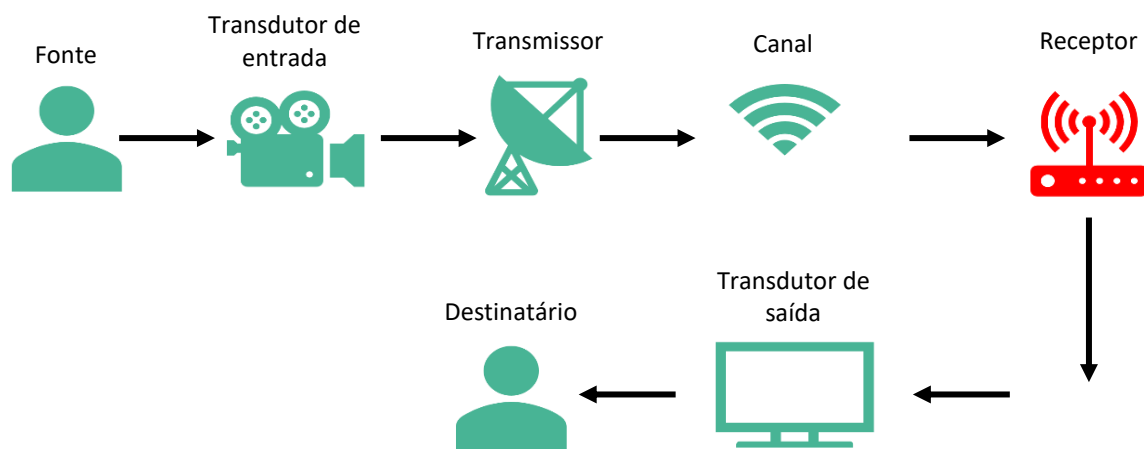 Fonte
Transdutor de
entrada
Transmissor
Canal
Receptor
Destinatário
Transdutor de
saída